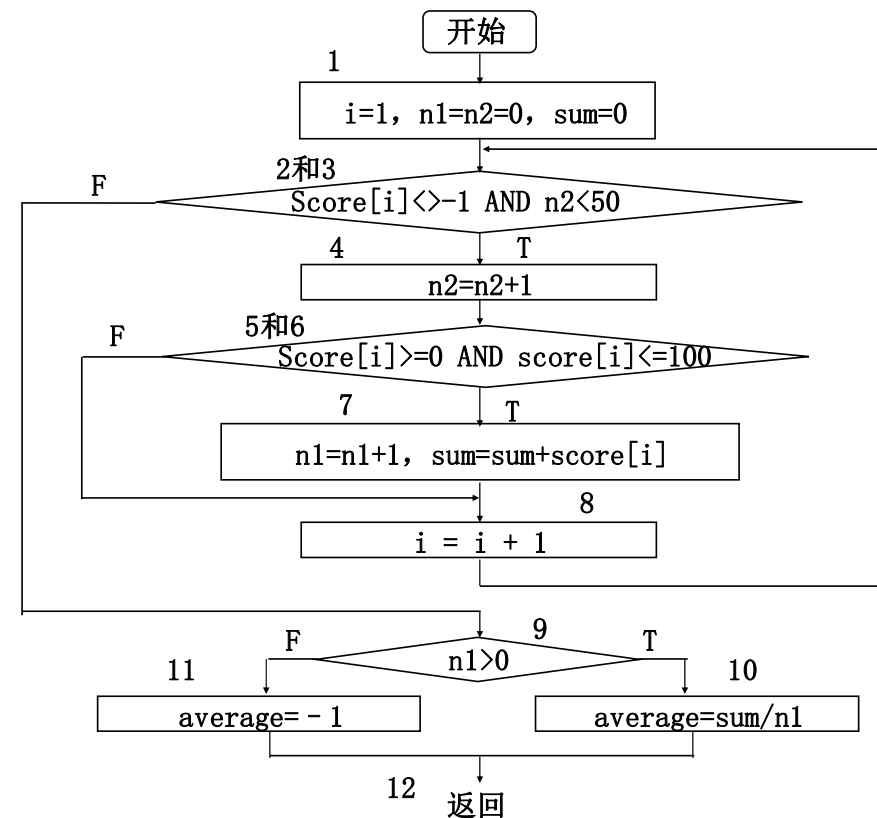 开始
1
i=1, n1=n2=0, sum=0
2和3
F
Score[i]<>-1 AND n2<50
4
T
n2=n2+1
5和6
F
Score[i]>=0 AND score[i]<=100
7
T
n1=n1+1, sum=sum+score[i]
8
i = i + 1
9
F
T
n1>0
11
10
average=-1
average=sum/n1
12
返回